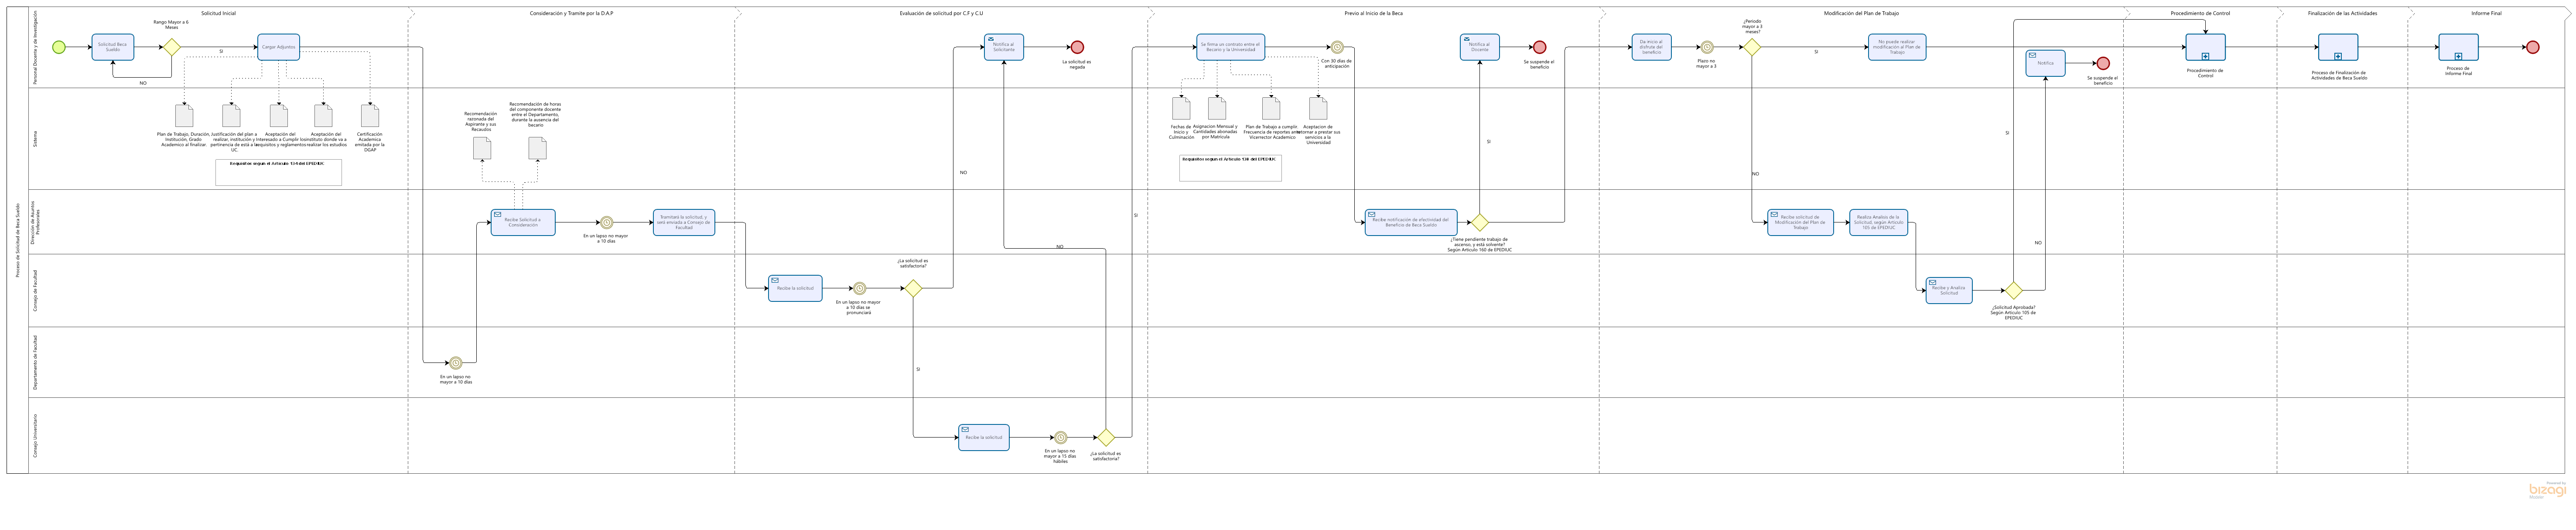 Proceso de Solicitud de Beca Sueldo
Solicitud Inicial
Consideración y Tramite por la D.A.P
Evaluación de solicitud por C.F y C.U
Previo al Inicio de la Beca
Modificación del Plan de Trabajo
Procedimiento de Control
Finalización de las Actividades
Informe Final
Personal Docente y de Investigación
Solicitud Beca
Sueldo
Rango Mayor a 6
Meses
SI
NO
Cargar Adjuntos
Notifica al
Solicitante
La solicitud es
negada
Se firma un contrato entre el
Becario y la Universidad
Con 30 días de
anticipación
Notifica al
Docente
Se suspende el
beneficio
Da inicio al
disfrute del
beneficio
Plazo no
mayor a 3
¿Periodo
mayor a 3
meses?
SI
No puede realizar
modificación al Plan de
Trabajo
Notifica
Se suspende el
beneficio
Procedimiento de
Control
Proceso de Finalización de
Actividades de Beca Sueldo
Proceso de
Informe Final
Sistema
Plan de Trabajo, Duración,
Institución, Grado
Academico al finalizar.
Justificación del plan a
realizar, institución y
pertinencia de está a la
UC.
Aceptación del
Interesado a Cumplir los
requisitos y reglamentos
Aceptación del
instituto donde va a
realizar los estudios
Certificación
Academica
emitada por la
DGAP
Requisitos segun el Articulo 134 del EPEDIUC
Recomendación
razonada del
Aspirante y sus
Recaudos
Recomendación de horas
del componente docente
entre el Departamento,
durante la ausencia del
becario
NO
SI
Fechas de
Inicio y
Culminación
Asignacion Mensual y
Cantidades abonadas
por Matrícula
Plan de Trabajo a cumplir
Frecuencia de reportes ante
Vicerrector Academico
Aceptacion de
retornar a prestar sus
servicios a la
Universidad
Requisitos segun el Articulo 138 del EPEDIUC
SI
NO
SI
Dirección de Asuntos
Profesorales
Recibe Solicitud a
Consideración
En un lapso no mayor
a 10 días
Tramitara la solicitud, y
será enviada a Consejo de
Facultad
NO
Recibe notificación de efectividad del
Beneficio de Beca Sueldo
¿Tiene pendiente trabajo de
ascenso, y está solvente?
Según Articulo 160 de EPEDIUC
Recibe solicitud de
Modificación del Plan de
Trabajo
Realiza Analisis de la
Solicitud, según Articulo
105 de EPEDIUC
NO
Consejo de Facultad
Recibe la solicitud
En un lapso no mayor
a 10 días se
pronunciará
¿La solicitud es
satisfactoria?
Recibe y Analiza
Solicitud
¿Solicitud Aprobada?
Según Articulo 105 de
EPEDIUC
Departamento de Facultad
En un lapso no
mayor a 10 días
SI
Consejo Universitario
Recibe la solicitud
En un lapso no
mayor a 15 días
hábiles
¿La solicitud es
satisfactoria?
Powered by
bizagi
Modeler